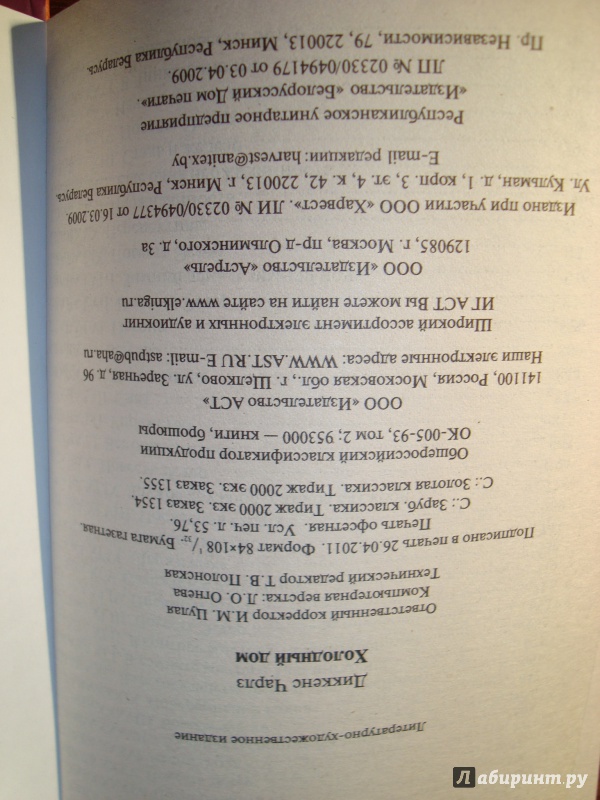 Литературно-художественное издание
Диккенс Чарлз
Холодный дом
Ответственный корректор И.М. Цулая
Компьютерная верстка: Л.О. Огнева
Технический редактор Т.В. Полонская
Подписано в печать 26.04.2011. Формат 84×108 1/32. Бумага газетная.
Печать офсетная. Усл. печ. л. 53,76.
С.: Заруб. классика. Тираж 2000 экз. Заказ 1354.
С.: Золотая классика. Тираж 2000 экз. Заказ 1355.
Общероссийский классификатор продукции
ОК-005-93, том 2; 953000 — книги, брошюры
ООО «Издательство АСТ»
141100, Россия, Московская обл., г. Щелково, ул. Заречная, д. 96
Наши электронные адреса: WWW.AST.RU E-mail: astpub@aha.ru
Широкий ассортимент электронных и аудиокниг
ИГ АСТ Вы можете найти на сайте www.elkniga.ru
ООО «Издательство «Астрель»
129085, г. Москва, пр-д Ольминского, д. 3а
Издано при участии ООО «Харвест». ЛИ № 02330/0494377 от 16.03.2009.
Ул. Кульман, д. 1, корп. 3, эт. 4, к. 42, 220013, г. Минск, Республика Беларусь.
E-mail редакции: harvest@anitex.by
Республиканское унитарное предприятие
«Издательство «Белорусский Дом печати».
ЛП № 02330/0494179 от 03.04.2009.
Пр. Независимости, 79, 220013, Минск, Республика Беларусь.
Лабиринт.ру